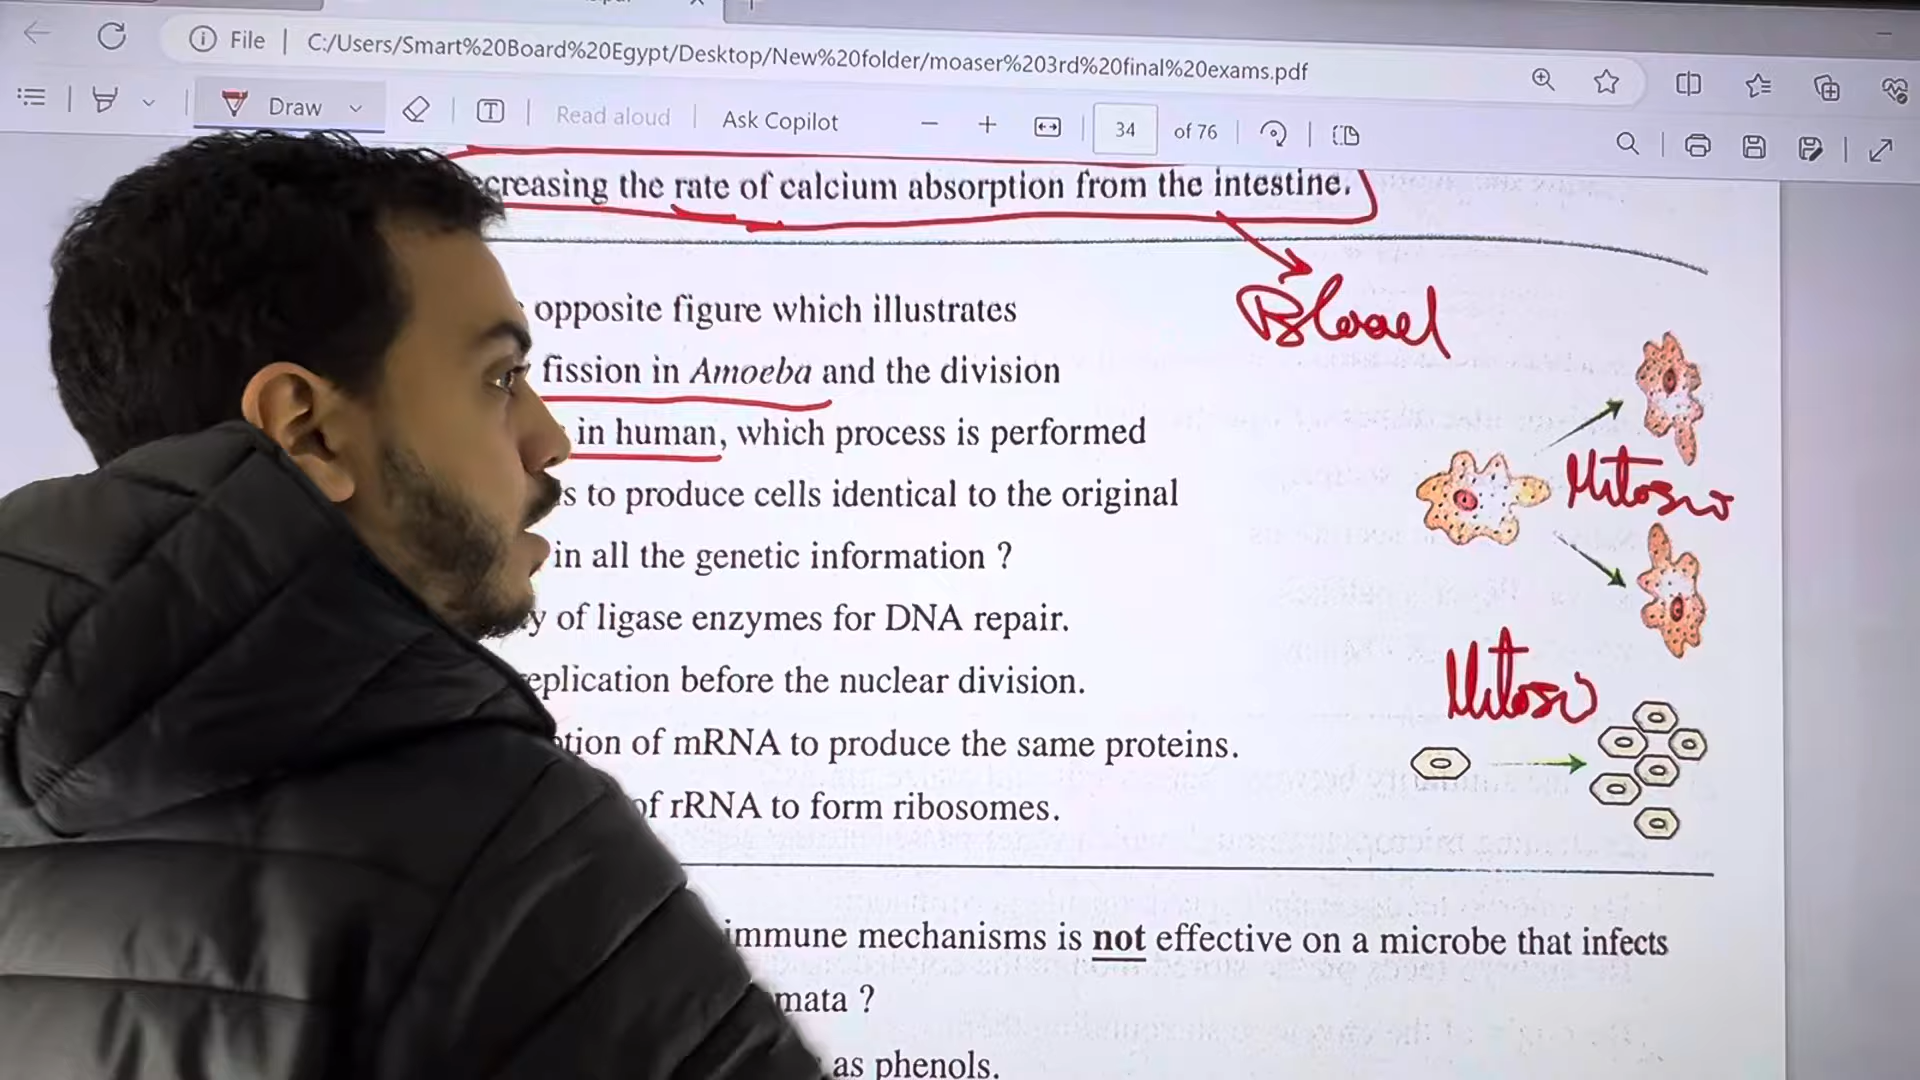 File | C:/Users/Smart%20Board%20Egypt/Desktop/New%20folder/moaser%203rd%20final%20exams.pdf
Draw Read aloud Ask Copilot 34 of 76
creasing the rate of calcium absorption from the intestine.
Blood
opposite figure which illustrates
fission in Amoeba and the division
in human, which process is performed
Mitosis
s to produce cells identical to the original
in all the genetic information ?
y of ligase enzymes for DNA repair.
eplication before the nuclear division.
Mitosis
tion of mRNA to produce the same proteins.
of rRNA to form ribosomes.
immune mechanisms is not effective on a microbe that infects
mata ?
as phenols.